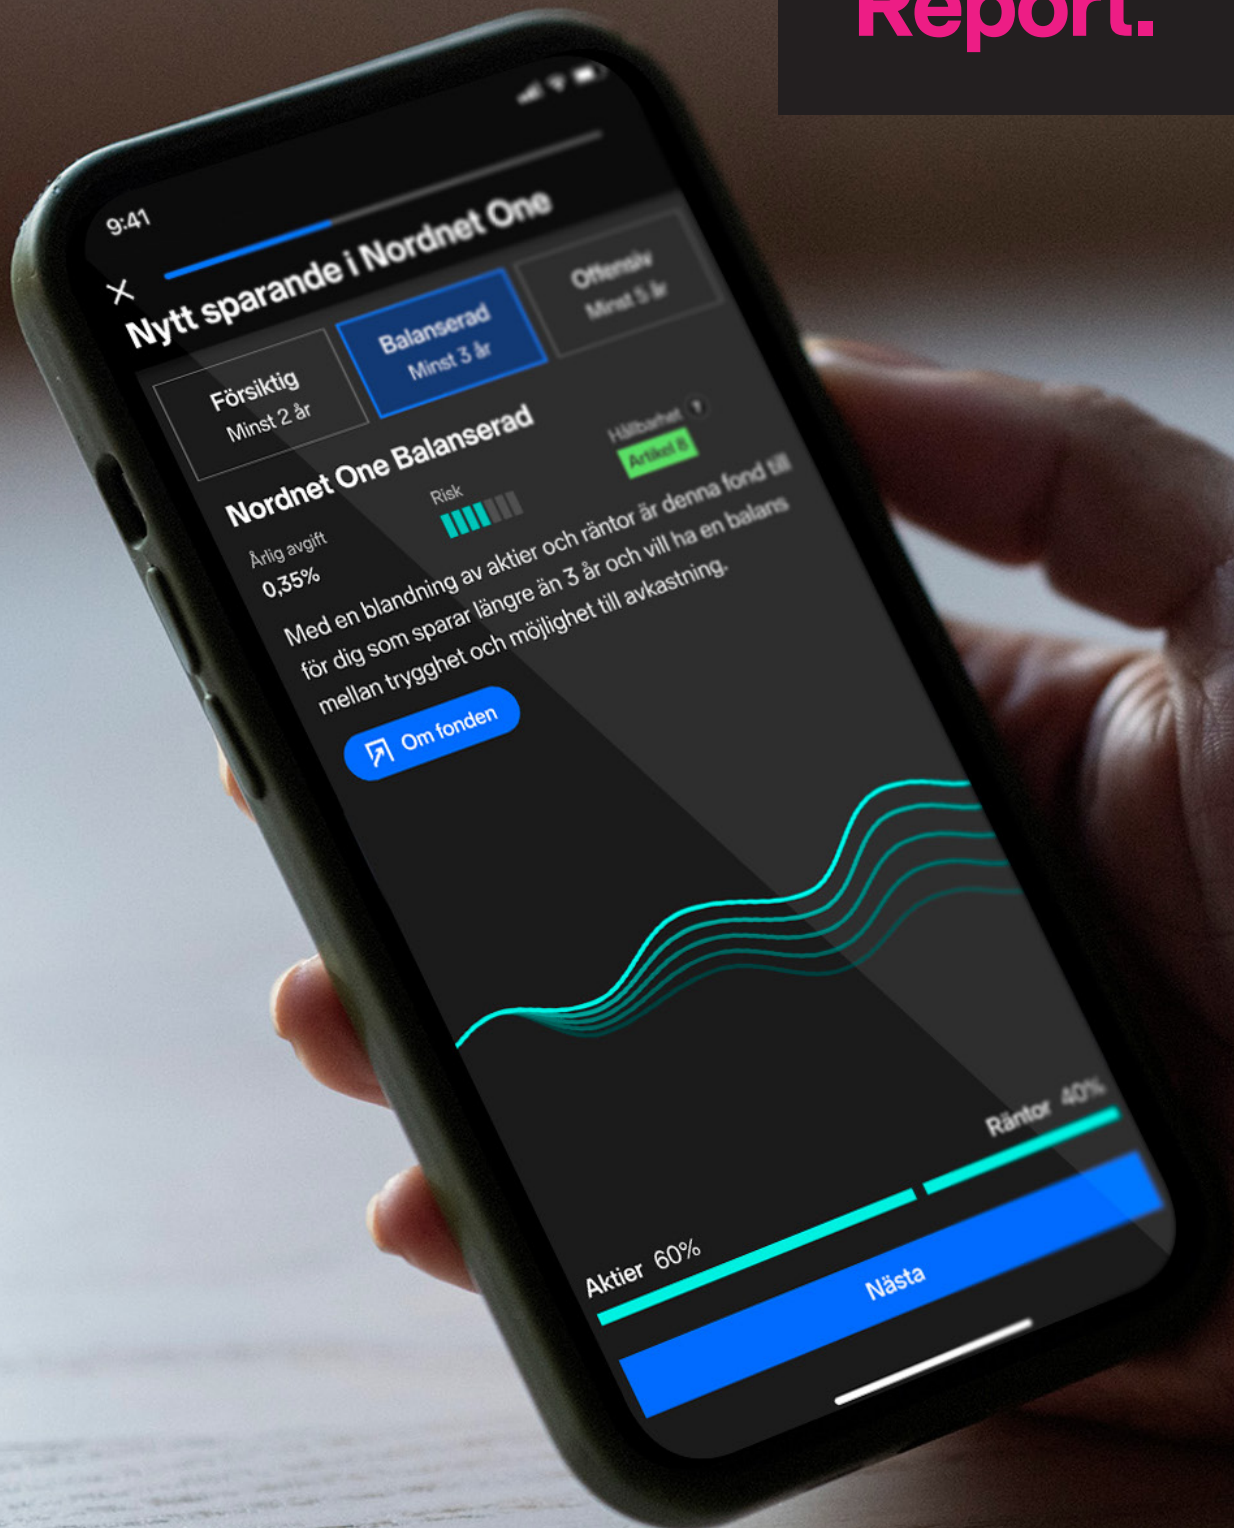 Report.
9:41
Nytt sparande i Nordnet One
Försiktig
Minst 2 år
Balanserad
Minst 3 år
Offensiv
Minst 5 år
Nordnet One Balanserad
Årlig avgift
0,35%
Risk
Hållbarhet ?
Artikel 8
Med en blandning av aktier och räntor är denna fond till
för dig som sparar längre än 3 år och vill ha en balans
mellan trygghet och möjlighet till avkastning.
Om fonden
Aktier 60%
Räntor 40%
Nästa